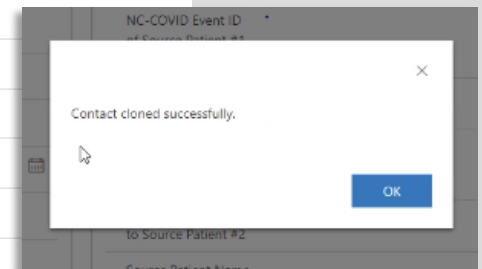 NC-COVID Event ID
of Source Patient #1
Contact cloned successfully.
OK
to Source Patient #2
Source Patient Name